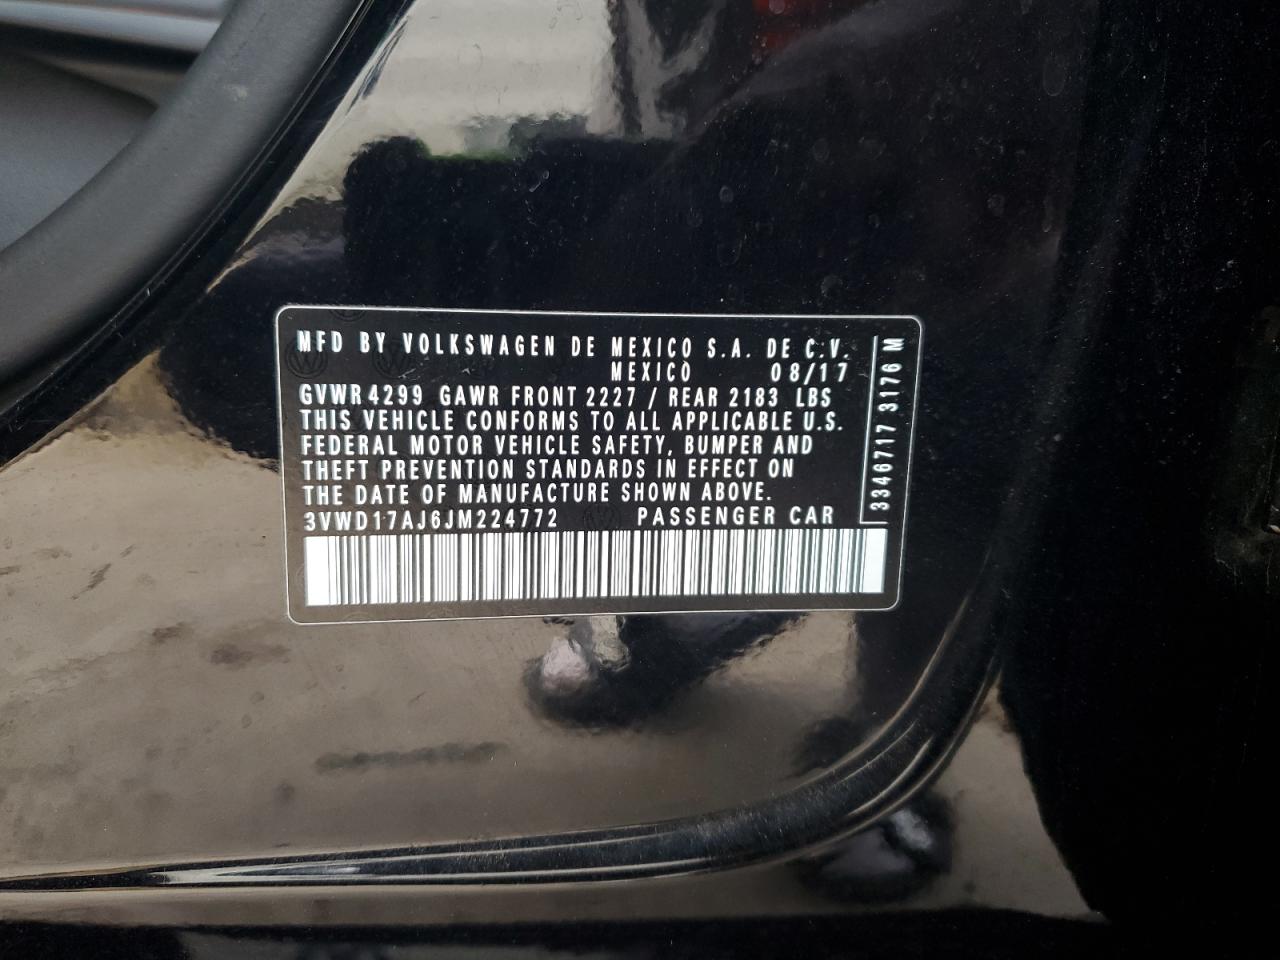 MFD BY VOLKSWAGEN DE MEXICO S.A. DE C.V.
MEXICO 08/17
GVWR 4299 GAWR FRONT 2227 / REAR 2183 LBS
THIS VEHICLE CONFORMS TO ALL APPLICABLE U.S.
FEDERAL MOTOR VEHICLE SAFETY, BUMPER AND
THEFT PREVENTION STANDARDS IN EFFECT ON
THE DATE OF MANUFACTURE SHOWN ABOVE.
3VWD17AJ6JM224772 PASSENGER CAR
3346717 3176 M